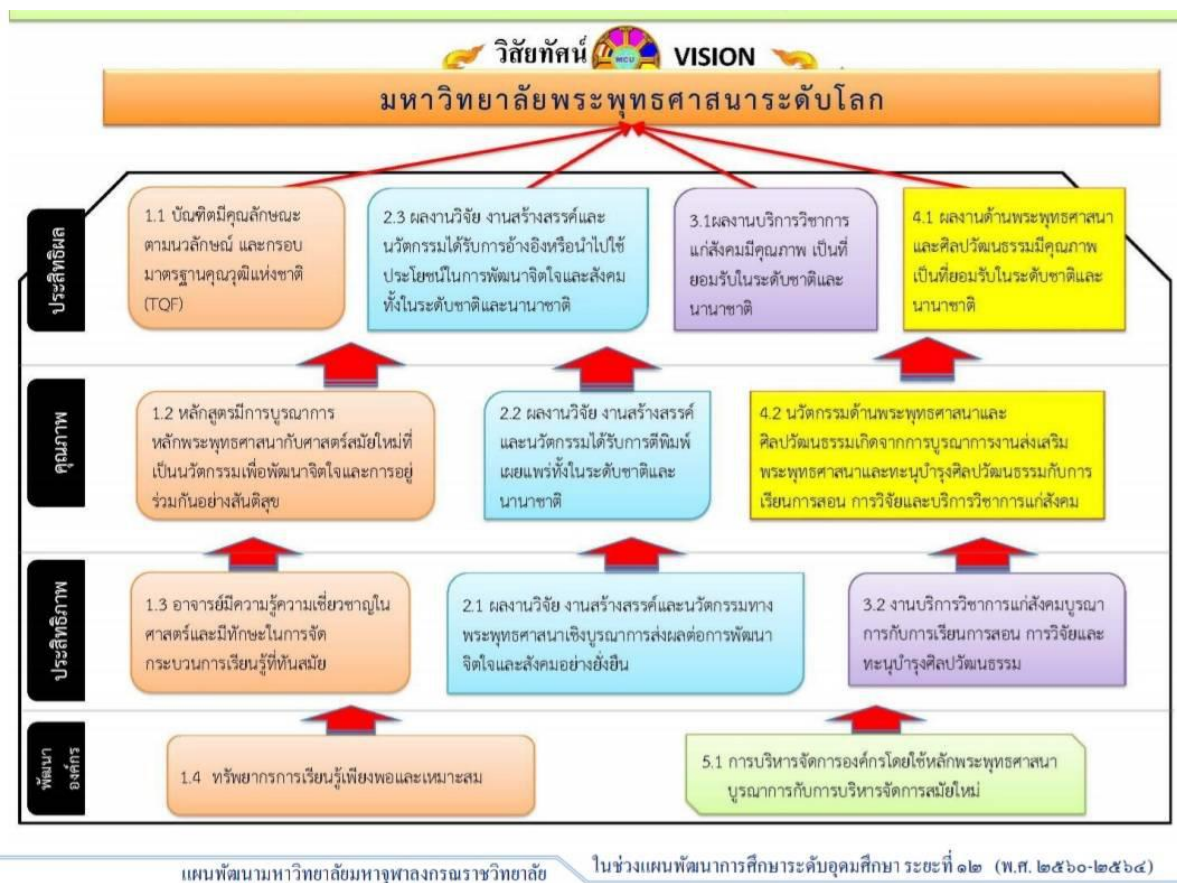 วิสัยทัศน์ MCU VISION
มหาวิทยาลัยพระพุทธศาสนาระดับโลก
ประสิทธิผล
1.1 บัณฑิตมีคุณลักษณะ
ตามนวลักษณ์ และกรอบ
มาตรฐานคุณวุฒิแห่งชาติ
(TQF)
2.3 ผลงานวิจัย งานสร้างสรรค์และ
นวัตกรรมได้รับการอ้างอิงหรือนำไปใช้
ประโยชน์ในการพัฒนาจิตใจและสังคม
ทั้งในระดับชาติและนานาชาติ
3.1ผลงานบริการวิชาการ
แก่สังคมมีคุณภาพ เป็นที่
ยอมรับในระดับชาติและ
นานาชาติ
4.1 ผลงานด้านพระพุทธศาสนา
และศิลปวัฒนธรรมมีคุณภาพ
เป็นที่ยอมรับในระดับชาติและ
นานาชาติ
คุณภาพ
1.2 หลักสูตรมีการบูรณาการ
หลักพระพุทธศาสนากับศาสตร์สมัยใหม่ที่
เป็นนวัตกรรมเพื่อพัฒนาจิตใจและการอยู่
ร่วมกันอย่างสันติสุข
2.2 ผลงานวิจัย งานสร้างสรรค์
และนวัตกรรมได้รับการตีพิมพ์
เผยแพร่ทั้งในระดับชาติและ
นานาชาติ
4.2 นวัตกรรมด้านพระพุทธศาสนาและ
ศิลปวัฒนธรรมเกิดจากการบูรณาการงานส่งเสริม
พระพุทธศาสนาและทะนุบำรุงศิลปวัฒนธรรมกับการ
เรียนการสอน การวิจัยและบริการวิชาการแก่สังคม
ประสิทธิภาพ
1.3 อาจารย์มีความรู้ความเชี่ยวชาญใน
ศาสตร์และมีทักษะในการจัด
กระบวนการเรียนรู้ที่ทันสมัย
2.1 ผลงานวิจัย งานสร้างสรรค์และนวัตกรรมทาง
พระพุทธศาสนาเชิงบูรณาการส่งผลต่อการพัฒนา
จิตใจและสังคมอย่างยั่งยืน
3.2 งานบริการวิชาการแก่สังคมบูรณา
การกับการเรียนการสอน การวิจัยและ
ทะนุบำรุงศิลปวัฒนธรรม
พัฒนา
องค์กร
1.4 ทรัพยากรการเรียนรู้เพียงพอและเหมาะสม
5.1 การบริหารจัดการองค์กรโดยใช้หลักพระพุทธศาสนา
บูรณาการกับการบริหารจัดการสมัยใหม่
แผนพัฒนามหาวิทยาลัยมหาจุฬาลงกรณราชวิทยาลัย
ในช่วงแผนพัฒนาการศึกษาระดับอุดมศึกษา ระยะที่ ๑๒ (พ.ศ. ๒๕๖๐-๒๕๖๔)